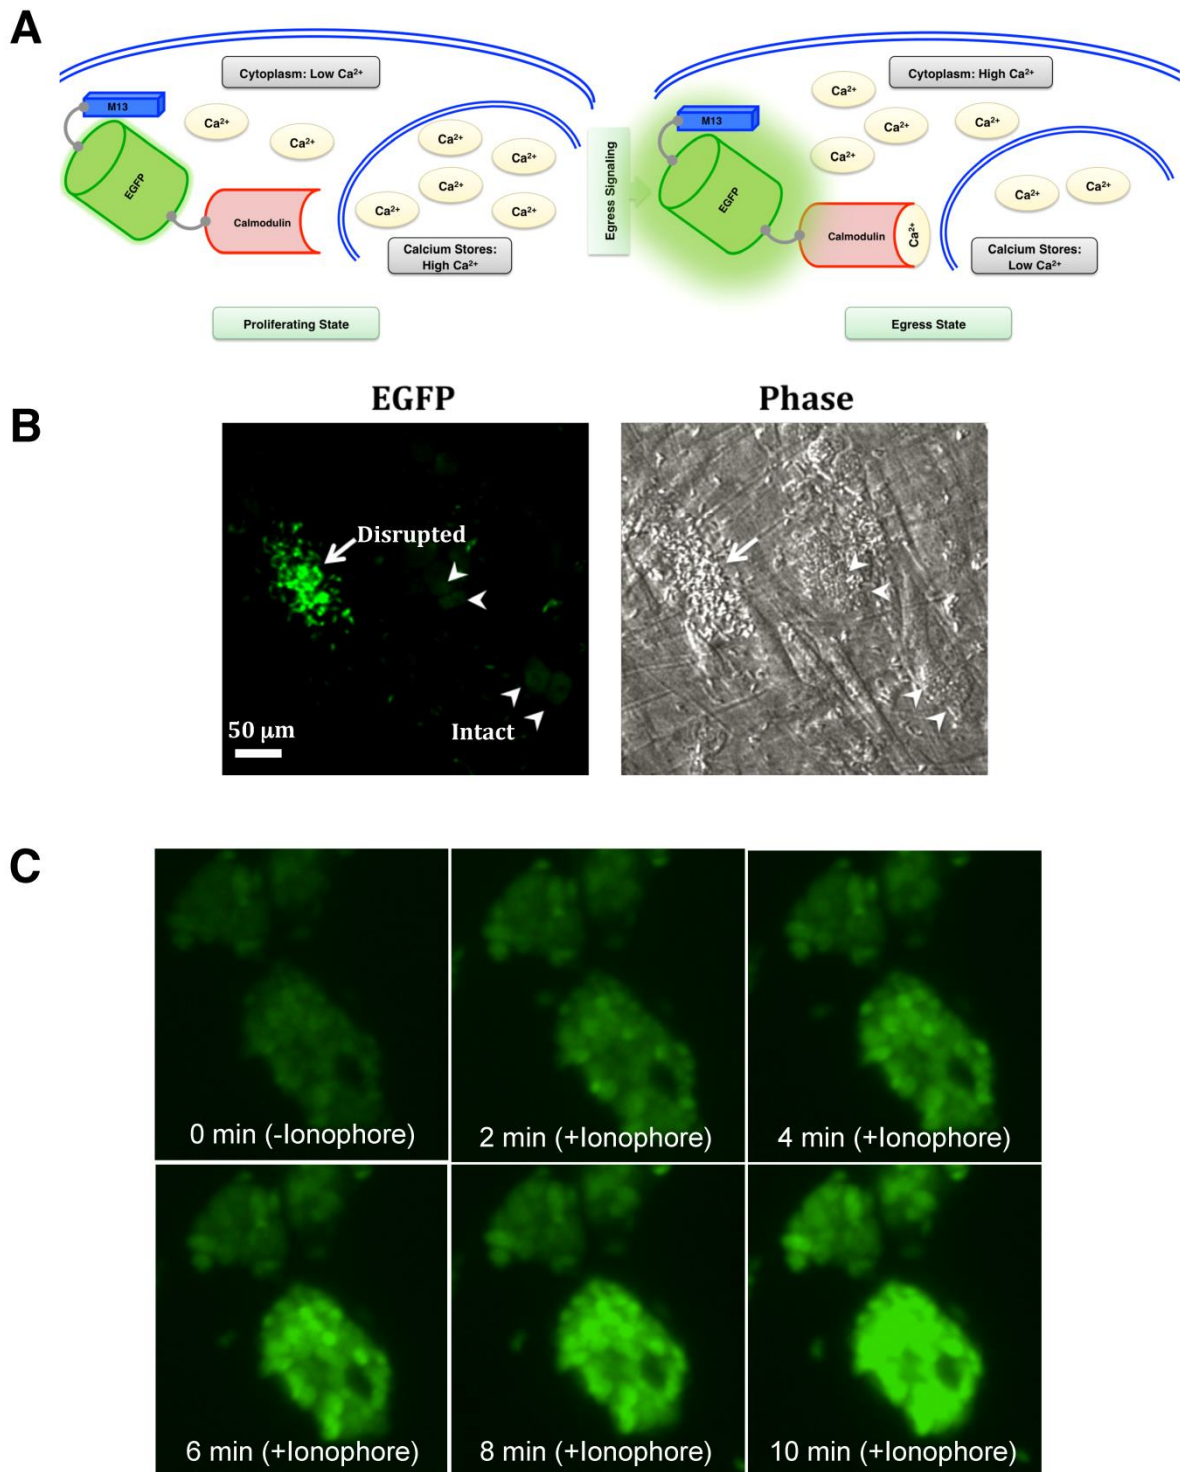 A
Cytoplasm: Low Ca²⁺
M13
Ca²⁺
Ca²⁺
EGFP
Calmodulin
Ca²⁺
Ca²⁺
Ca²⁺
Ca²⁺
Ca²⁺
Calcium Stores:
High Ca²⁺
Proliferating State
Egress Signaling
Cytoplasm: High Ca²⁺
M13
Ca²⁺
Ca²⁺
Ca²⁺
Ca²⁺
EGFP
Calmodulin
Ca²⁺
Ca²⁺
Ca²⁺
Calcium Stores:
Low Ca²⁺
Egress State
B
EGFP
Phase
Disrupted
Intact
50 µm
C
0 min (-Ionophore)
2 min (+Ionophore)
4 min (+Ionophore)
6 min (+Ionophore)
8 min (+Ionophore)
10 min (+Ionophore)